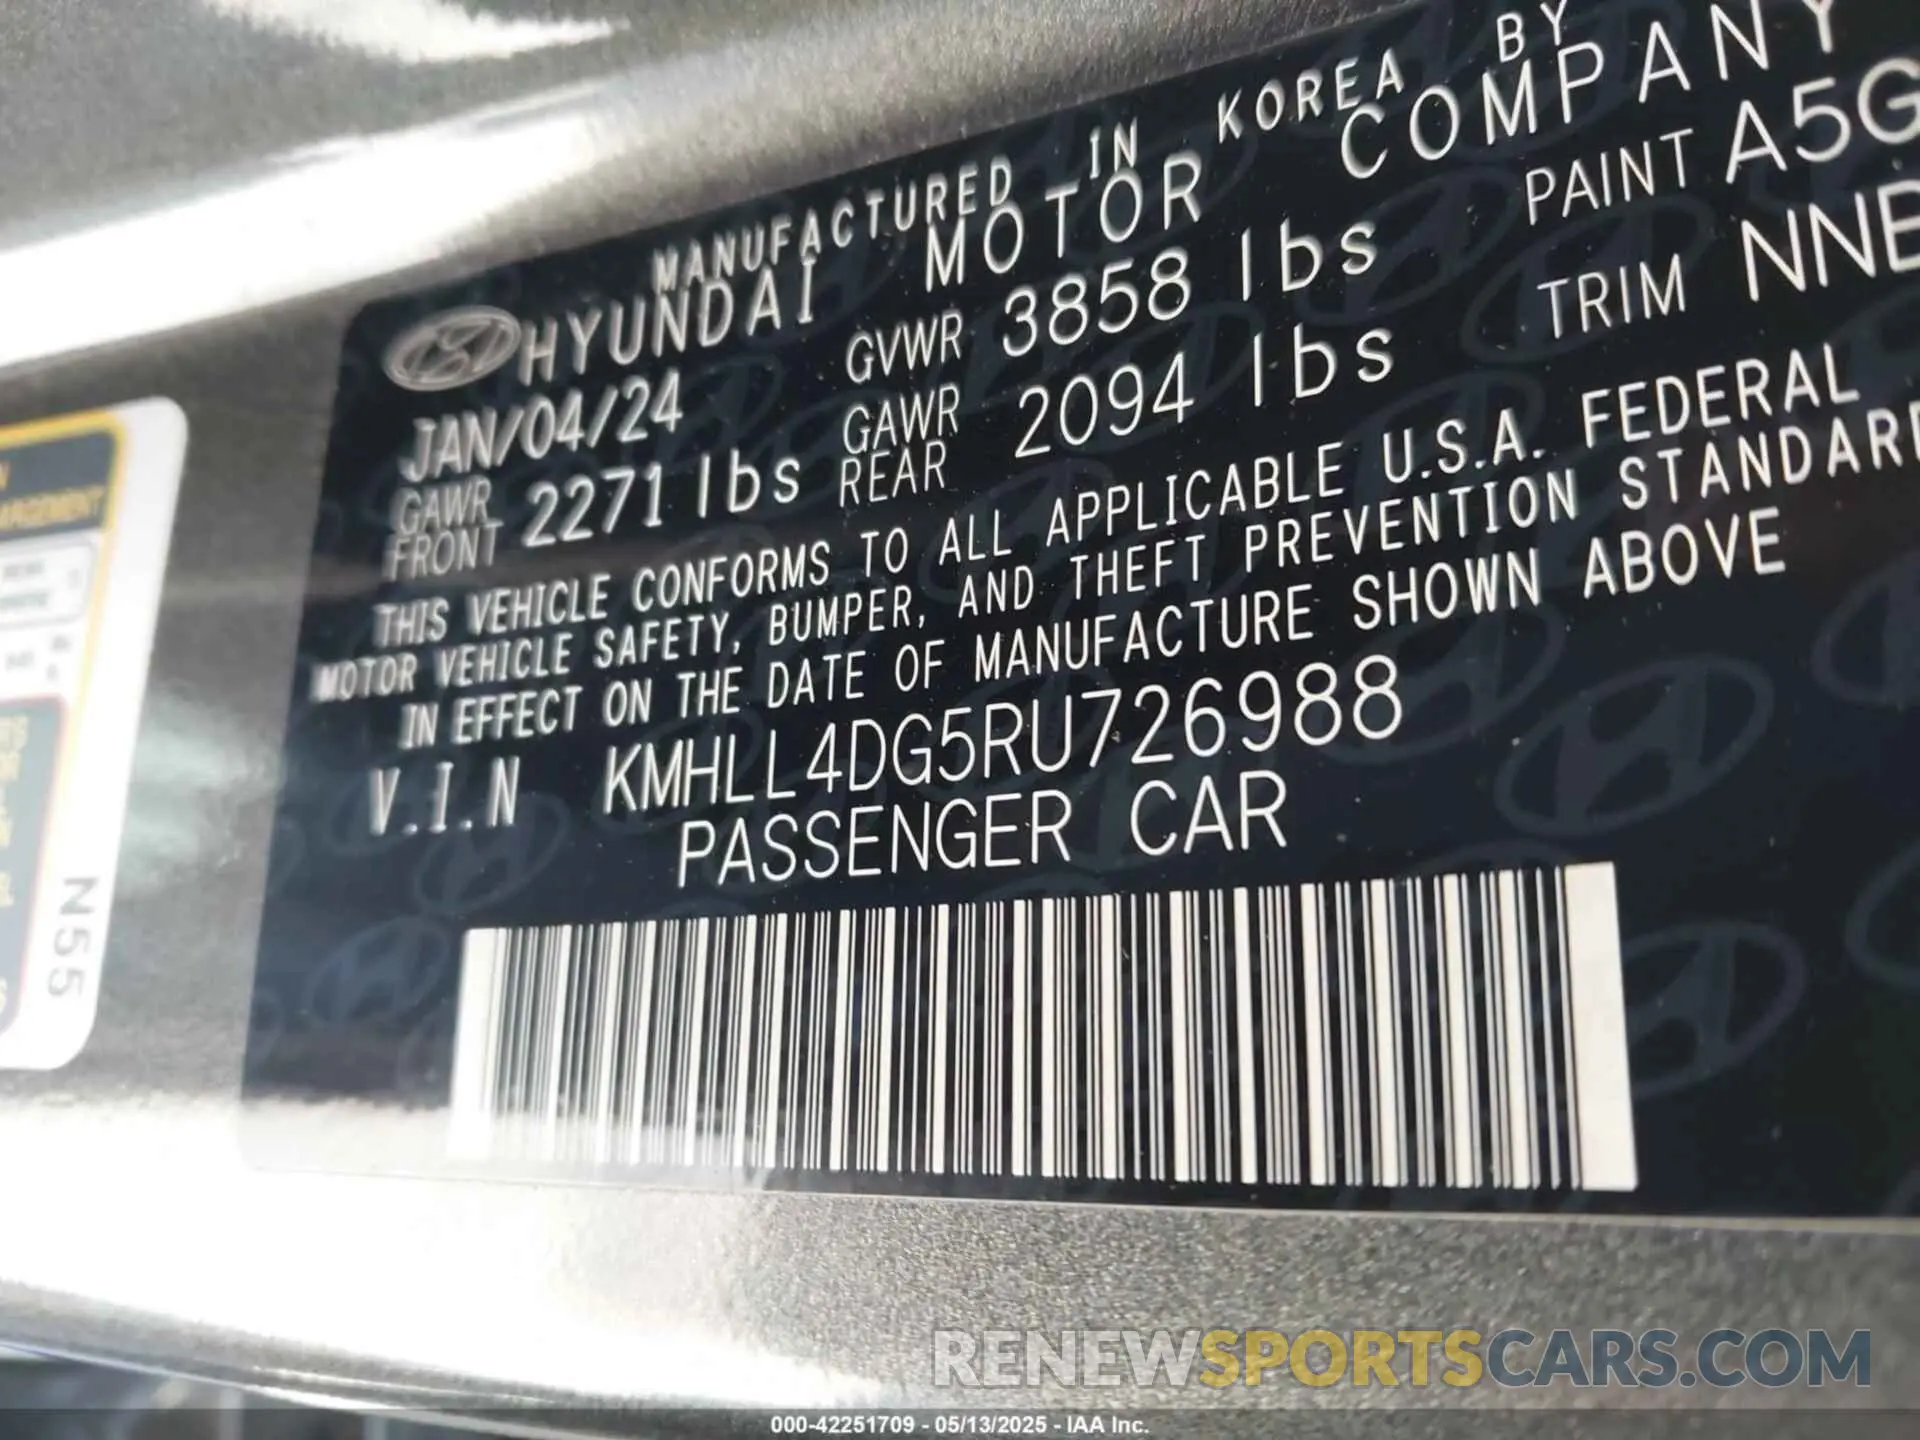 MANUFACTURED IN KOREA BY
HYUNDAI MOTOR COMPANY
JAN/04/24 GVWR 3858 lbs PAINT A5G
GAWR FRONT 2271 lbs GAWR REAR 2094 lbs TRIM NNB
THIS VEHICLE CONFORMS TO ALL APPLICABLE U.S.A. FEDERAL
MOTOR VEHICLE SAFETY, BUMPER, AND THEFT PREVENTION STANDARD
IN EFFECT ON THE DATE OF MANUFACTURE SHOWN ABOVE
V.I.N KMHLL4DG5RU726988
PASSENGER CAR
N55
RENEWSPORTSCARS.COM
000-42251709 - 05/13/2025 - IAA Inc.